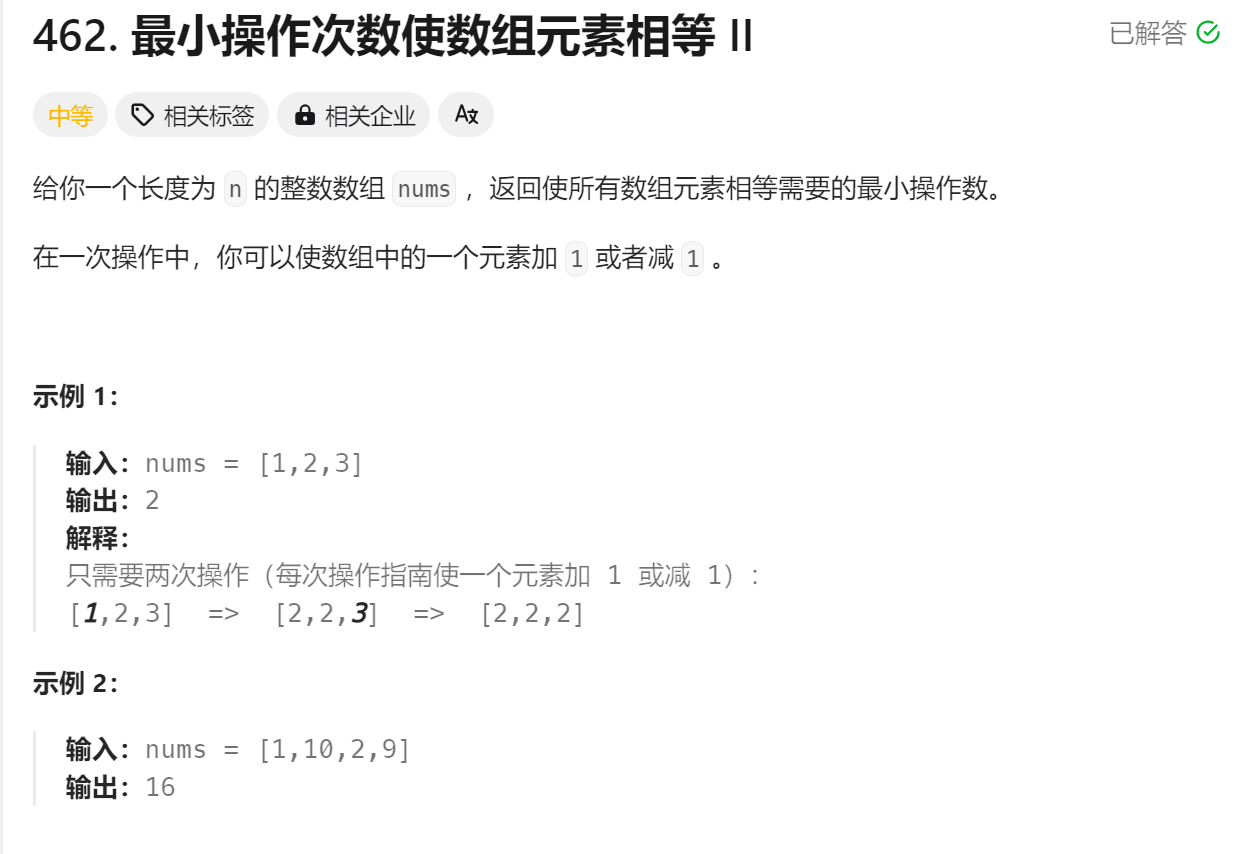 462. 最小操作次数使数组元素相等 II
已解答
中等 相关标签 相关企业
给你一个长度为 n 的整数数组 nums ，返回使所有数组元素相等需要的最小操作数。
在一次操作中，你可以使数组中的一个元素加 1 或者减 1 。
示例 1：
输入：nums = [1,2,3]
输出：2
解释：
只需要两次操作（每次操作指南使一个元素加 1 或减 1）：
[1,2,3] => [2,2,3] => [2,2,2]
示例 2：
输入：nums = [1,10,2,9]
输出：16